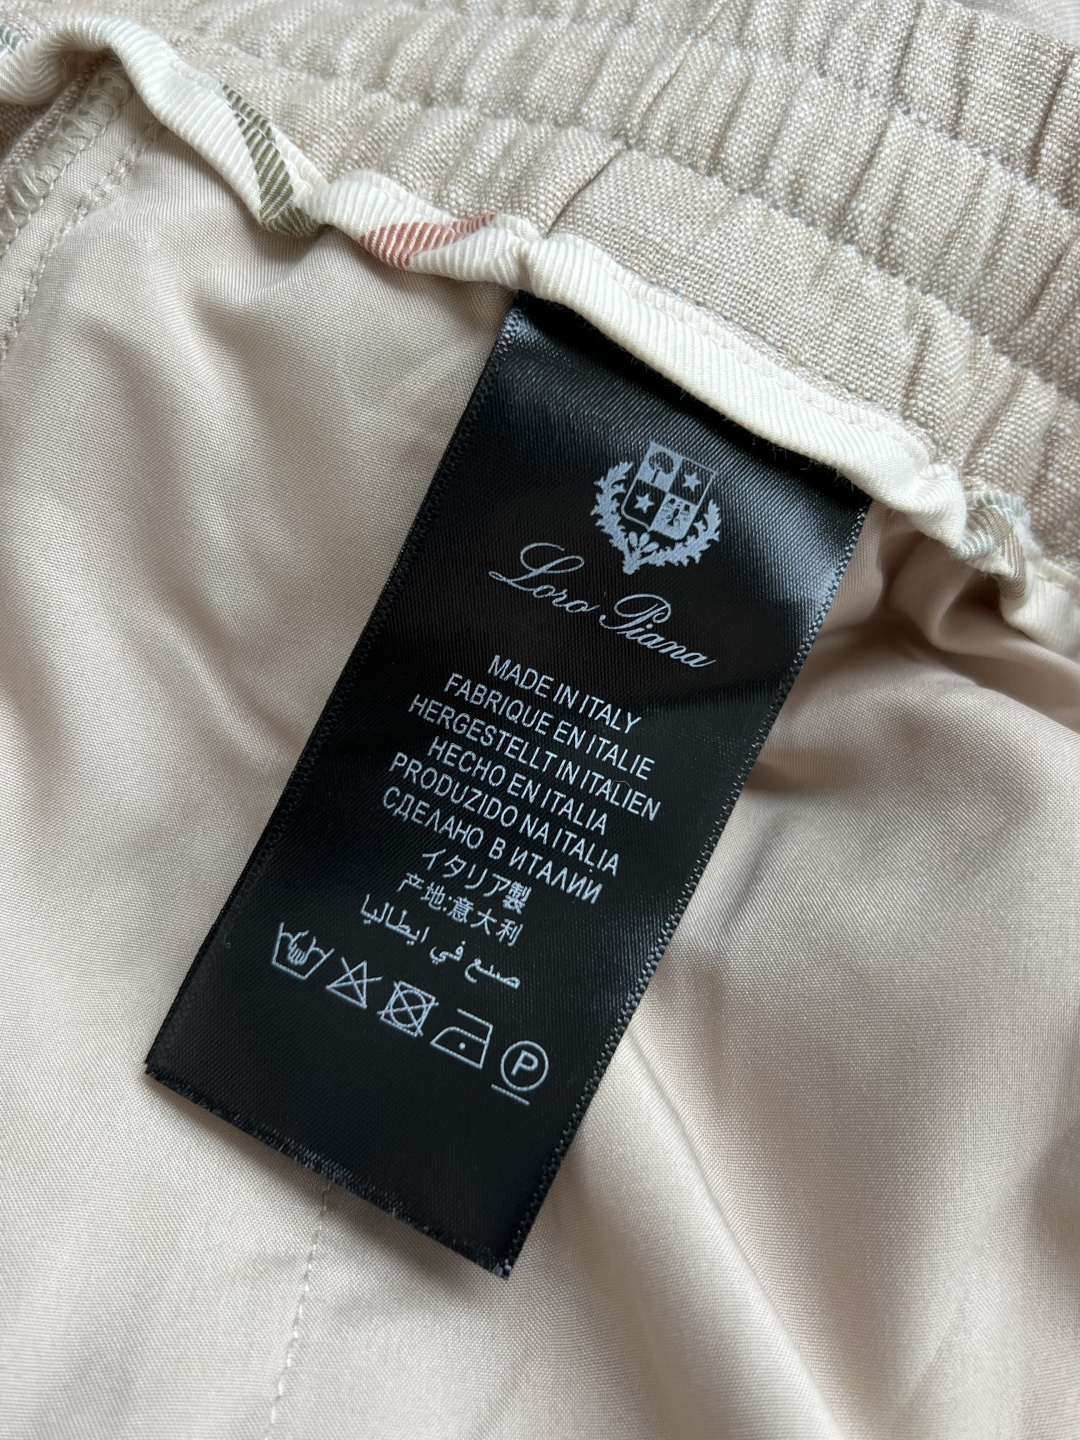 Loro Piana
MADE IN ITALY
FABRIQUE EN ITALIE
HERGESTELLT IN ITALIEN
HECHO EN ITALIA
PRODUZIDO NA ITALIA
СДЕЛАНО В ИТАЛИИ
イタリア製
产地:意大利
صنع في ايطاليا
P